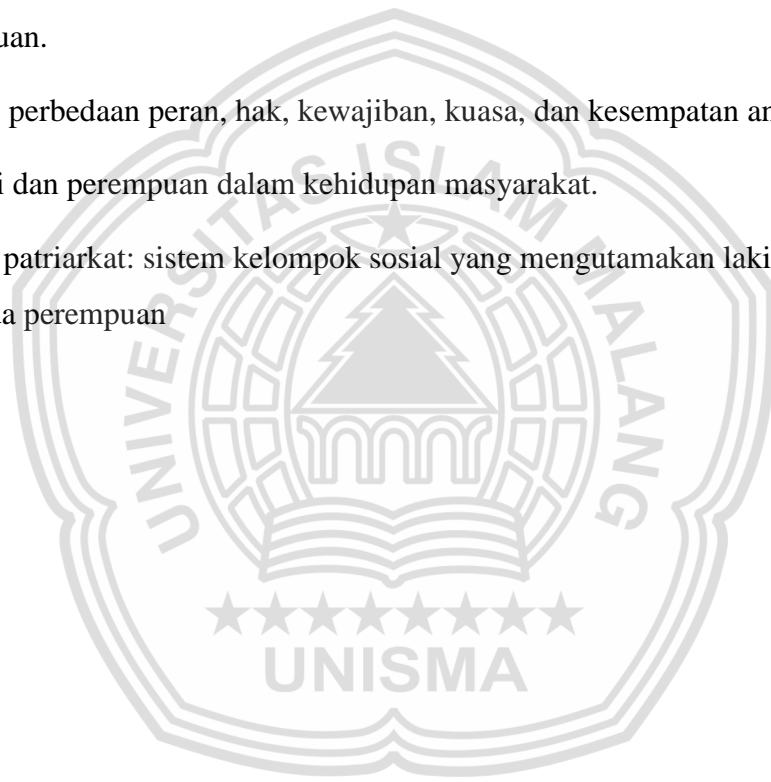 uan.
perbedaan peran, hak, kewajiban, kuasa, dan kesempatan an
i dan perempuan dalam kehidupan masyarakat.
patriarkat: sistem kelompok sosial yang mengutamakan laki
a perempuan
UNIVERSITAS ISLAM MALANG
UNISMA